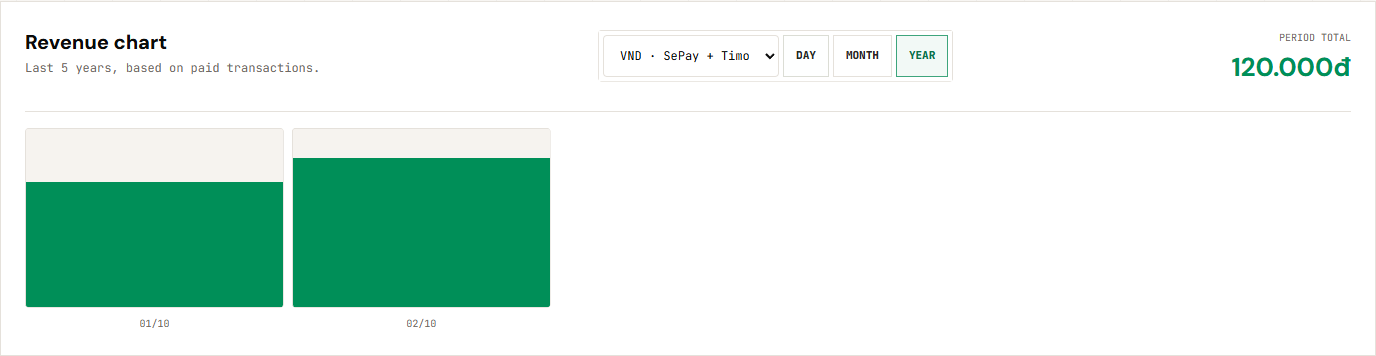 Revenue chart
Last 5 years, based on paid transactions.
VND · SePay + Timo
DAY
MONTH
YEAR
PERIOD TOTAL
120.000đ
01/10
02/10